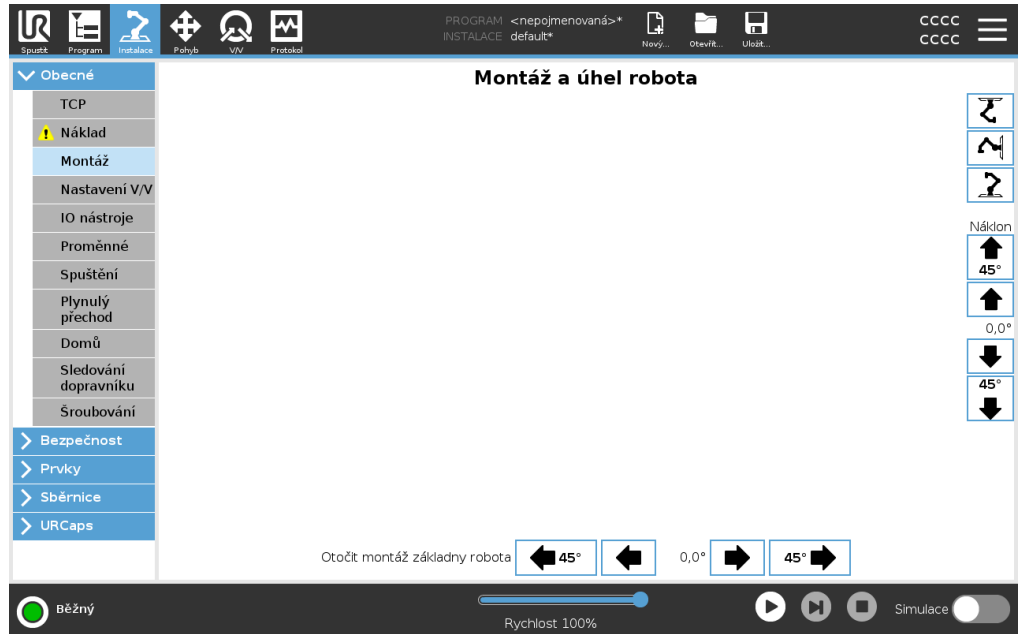 PROGRAM <nepojmenovaná>*
INSTALACE default*
CCCC
CCCC
Spustit
Program
Instalace
Pohyb
V/V
Protokol
Nový...
Otevřít...
Uložit...
Obecné
TCP
Náklad
Montáž
Nastavení V/V
IO nástroje
Proměnné
Spuštění
Plynulý
přechod
Domů
Sledování
dopravníku
Šroubování
Bezpečnost
Prvky
Sběrnice
URCaps
Montáž a úhel robota
Náklon
45°
0,0°
45°
Otočit montáž základny robota
45°
0,0°
45°
Běžný
Rychlost 100%
Simulace